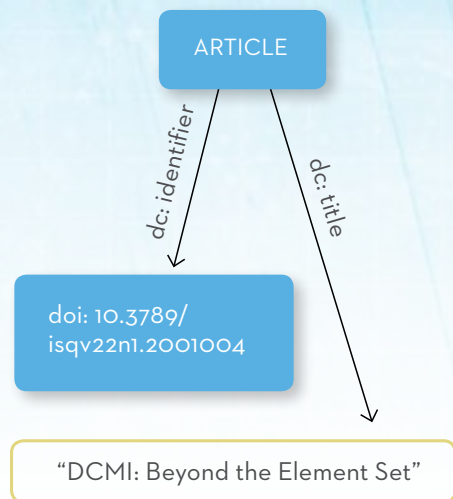 ARTICLE
dc: identifier
dc: title
doi: 10.3789/
isqv22n1.2001004
“DCMI: Beyond the Element Set”